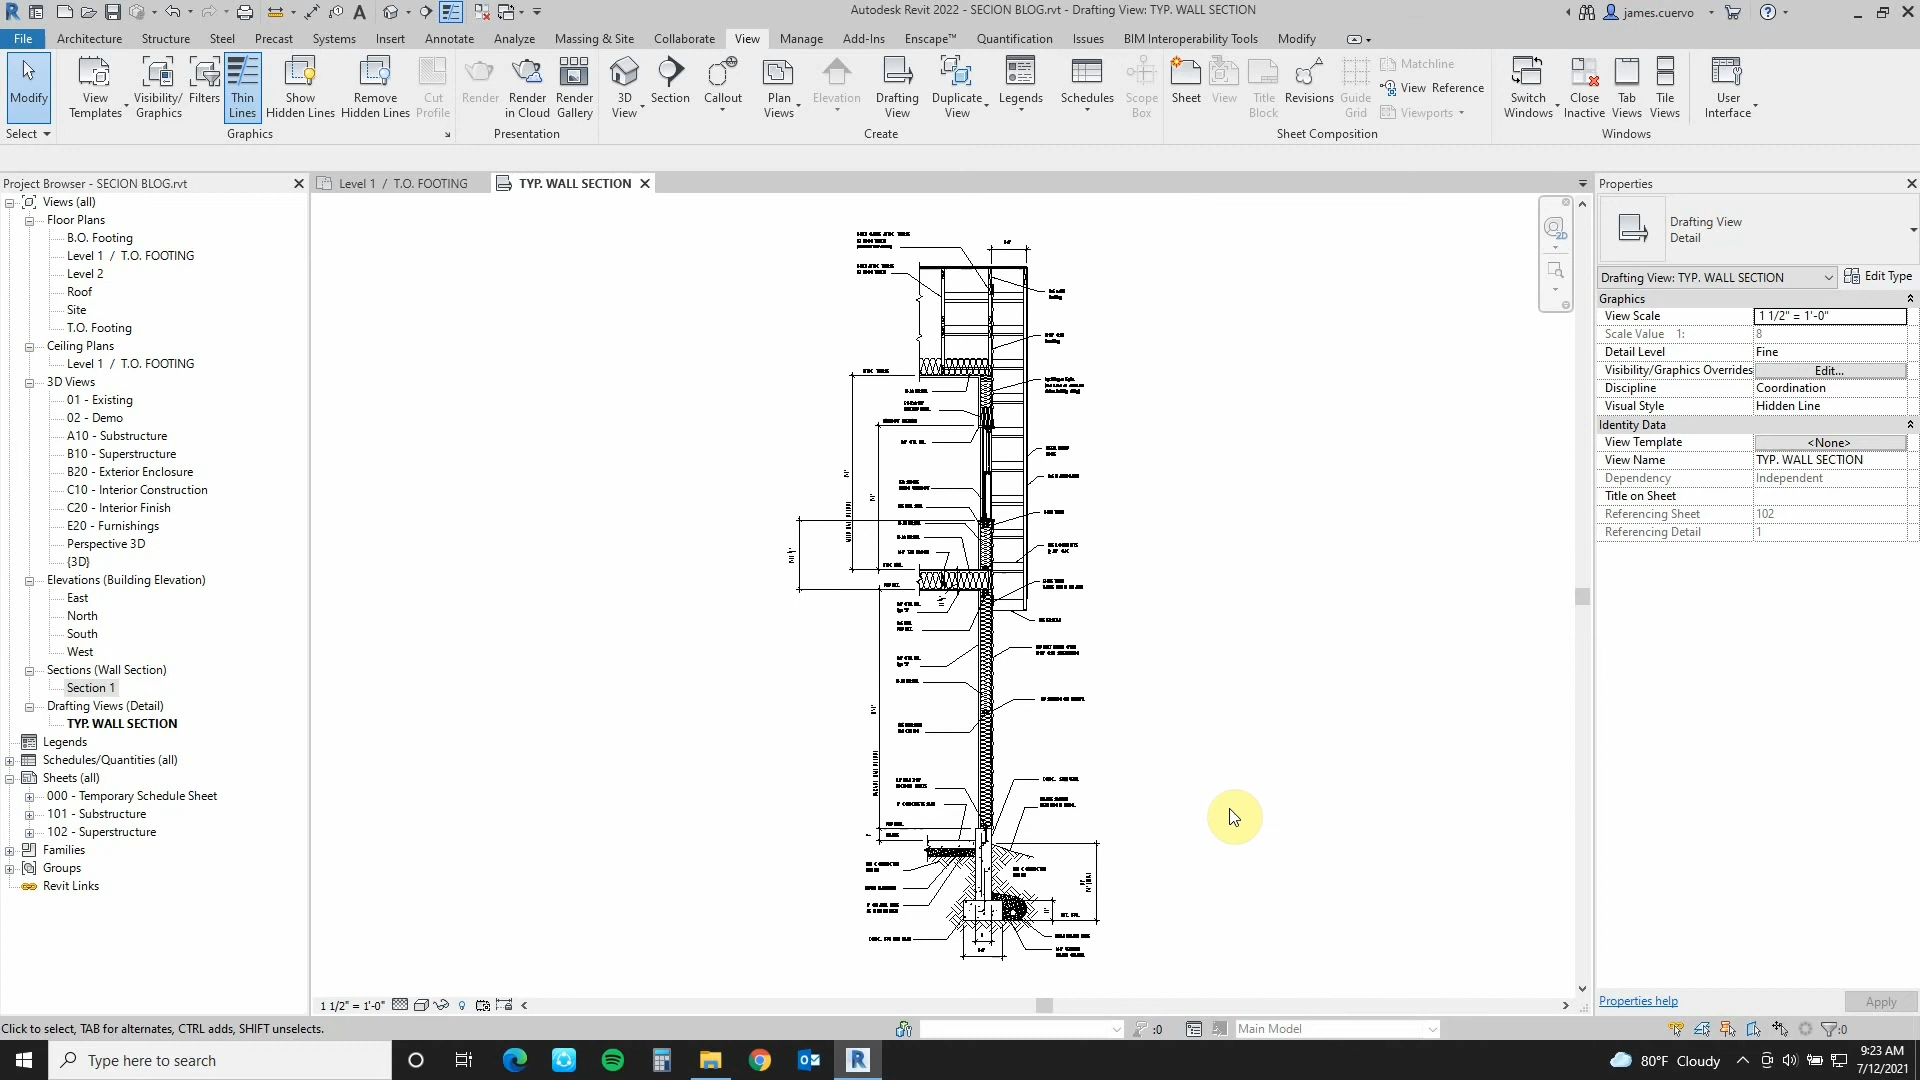 Autodesk Revit 2022 - SECION BLOG.rvt - Drafting View: TYP. WALL SECTION
james.cuervo
File Architecture Structure Steel Precast Systems Insert Annotate Analyze Massing & Site Collaborate View Manage Add-Ins Enscape™ Quantification Issues BIM Interoperability Tools Modify
Modify
View Templates
Visibility/ Graphics
Filters
Thin Lines
Show Hidden Lines
Remove Hidden Lines
Cut Profile
Render
Render in Cloud
Render Gallery
3D View
Section
Callout
Plan Views
Elevation
Drafting View
Duplicate View
Legends
Schedules
Scope Box
Sheet
View
Title Block
Revisions
Guide Grid
Matchline
View Reference
Viewports
Switch Windows
Close Inactive
Tab Views
Tile Views
User Interface
Select Graphics Presentation Create Sheet Composition Windows
Project Browser - SECION BLOG.rvt
Views (all)
Floor Plans
B.O. Footing
Level 1 / T.O. FOOTING
Level 2
Roof
Site
T.O. Footing
Ceiling Plans
Level 1 / T.O. FOOTING
3D Views
01 - Existing
02 - Demo
A10 - Substructure
B10 - Superstructure
B20 - Exterior Enclosure
C10 - Interior Construction
C20 - Interior Finish
E20 - Furnishings
Perspective 3D
{3D}
Elevations (Building Elevation)
East
North
South
West
Sections (Wall Section)
Section 1
Drafting Views (Detail)
TYP. WALL SECTION
Legends
Schedules/Quantities (all)
Sheets (all)
000 - Temporary Schedule Sheet
101 - Substructure
102 - Superstructure
Families
Groups
Revit Links
Level 1 / T.O. FOOTING
TYP. WALL SECTION
2D
Properties
Drafting View
Detail
Drafting View: TYP. WALL SECTION
Edit Type
Graphics
View Scale 1 1/2" = 1'-0"
Scale Value 1: 8
Detail Level Fine
Visibility/Graphics Overrides Edit...
Discipline Coordination
Visual Style Hidden Line
Identity Data
View Template <None>
View Name TYP. WALL SECTION
Dependency Independent
Title on Sheet
Referencing Sheet 102
Referencing Detail 1
Properties help
Apply
1 1/2" = 1'-0"
Click to select, TAB for alternates, CTRL adds, SHIFT unselects.
:0
Main Model
:0
Type here to search
80°F Cloudy
9:23 AM
7/12/2021